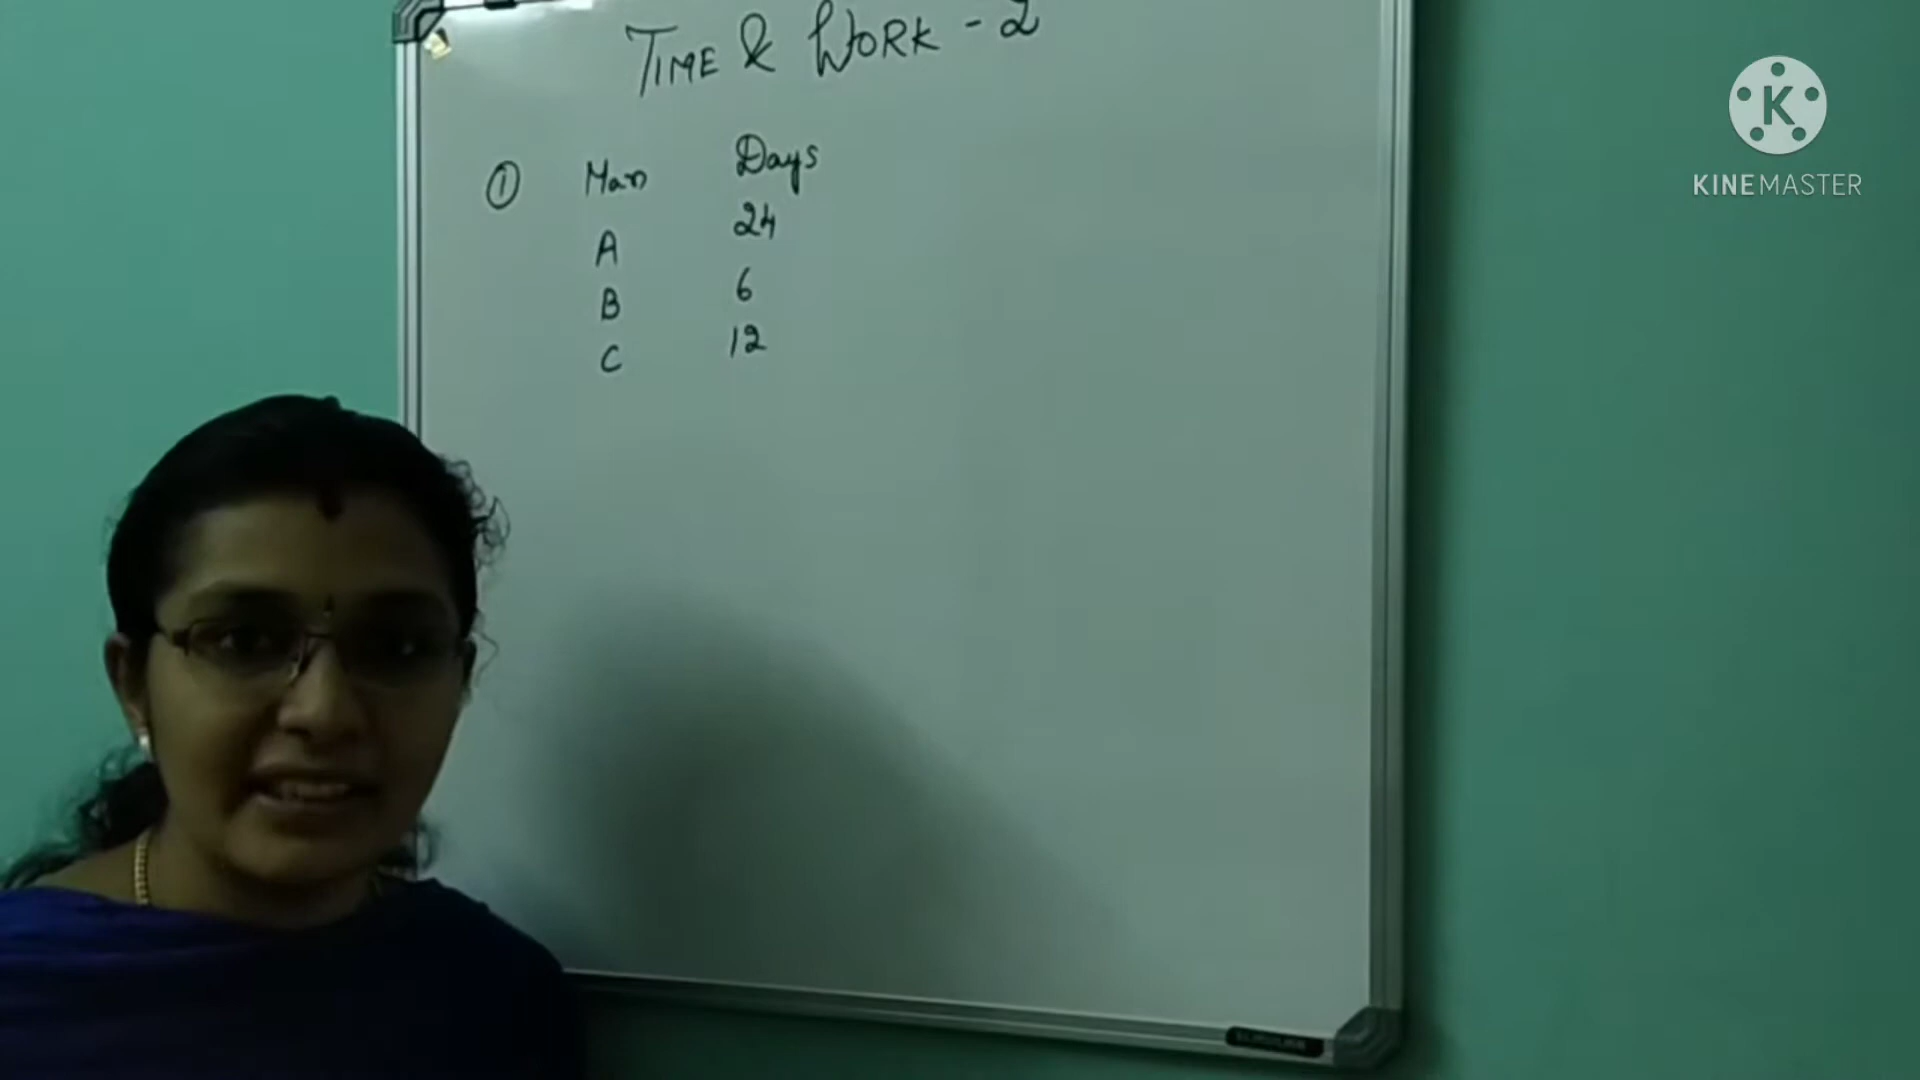 TIME & WORK - 2
① Man Days
A 24
B 6
C 12
K
KINEMASTER